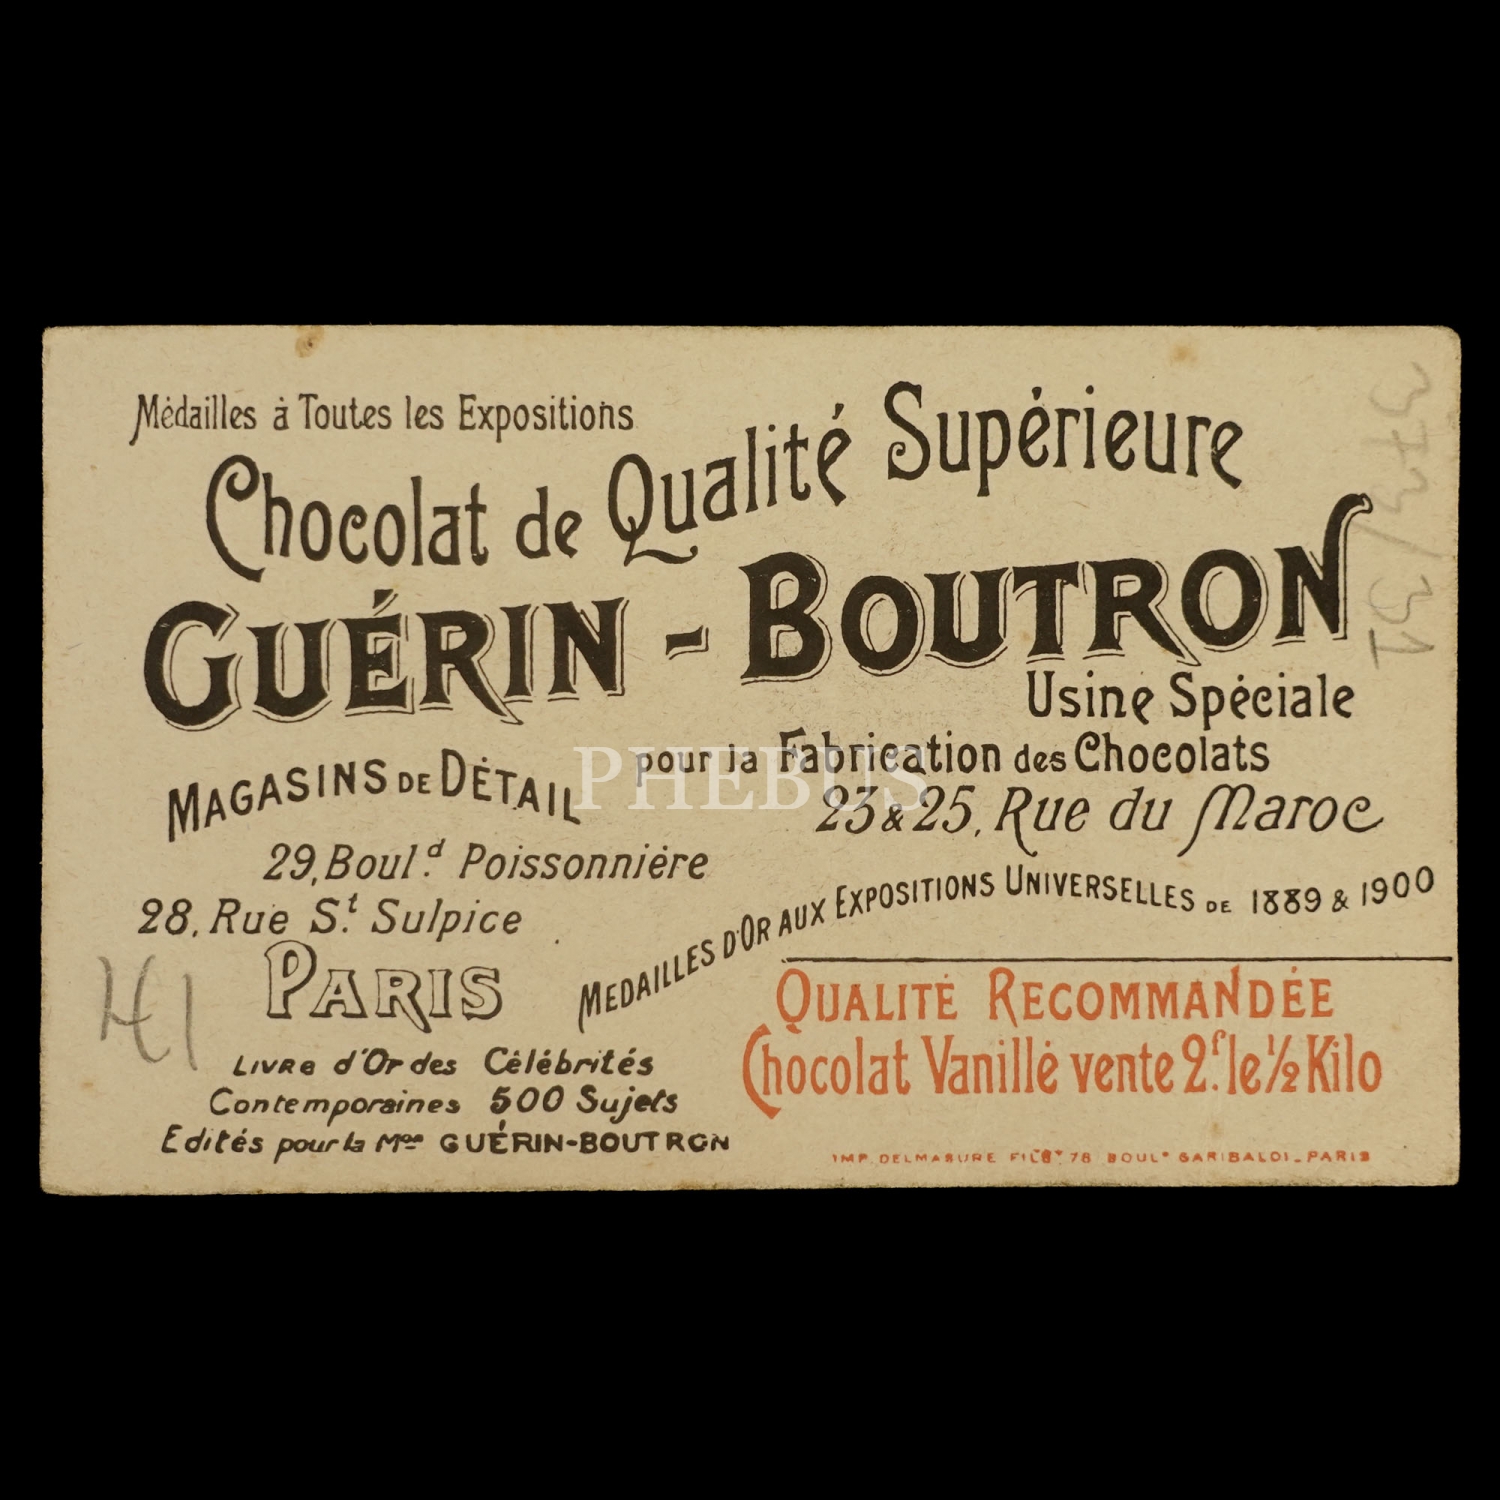 Médailles à Toutes les Expositions
Chocolat de Qualité Supérieure
GUÉRIN - BOUTRON
Usine Spéciale
pour la Fabrication des Chocolats
23 & 25, Rue du Maroc
MAGASINS DE DÉTAIL
29, Boul.d Poissonnière
28, Rue St. Sulpice
PARIS
MEDAILLES D'OR AUX EXPOSITIONS UNIVERSELLES DE 1889 & 1900
LIVRE d'Or des Célébrités
Contemporaines 500 Sujets
Edités pour la Mon GUÉRIN-BOUTRON
QUALITÉ RECOMMANDÉE
Chocolat Vanillé vente 2f. le ½ Kilo
IMP. DELMASURE FILS 78 BOULd GARIBALDI_PARIS
PHEBUS